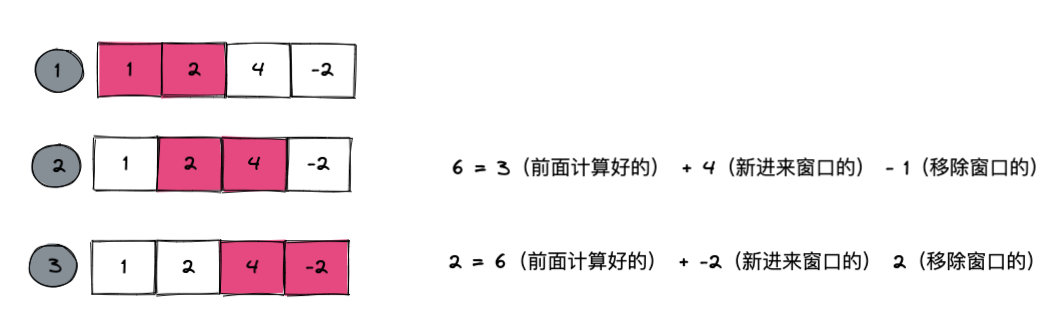 1 1 2 4 -2
2 1 2 4 -2 6 = 3（前面计算好的） + 4（新进来窗口的） - 1（移除窗口的）
3 1 2 4 -2 2 = 6（前面计算好的） + -2（新进来窗口的） 2（移除窗口的）